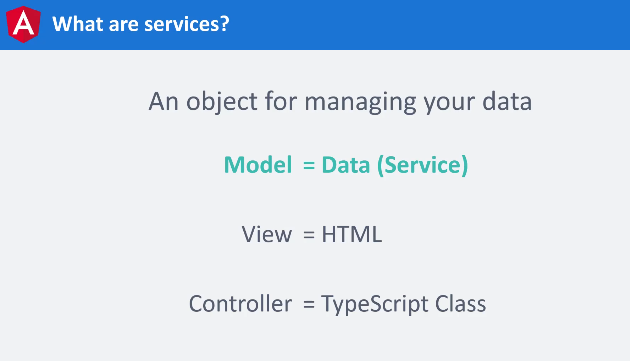 What are services?
An object for managing your data
Model = Data (Service)
View = HTML
Controller = TypeScript Class